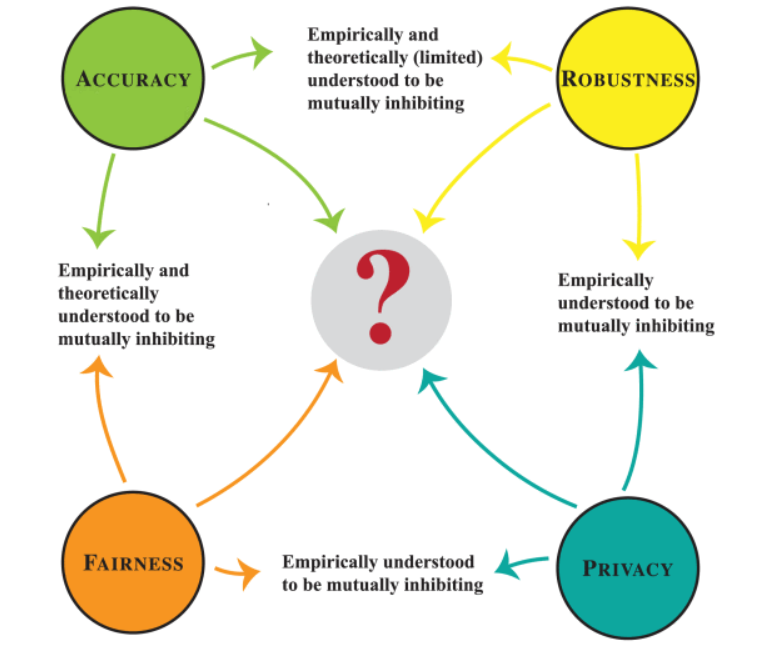 ACCURACY
Empirically and
theoretically (limited)
understood to be
mutually inhibiting
ROBUSTNESS
?
Empirically and
theoretically
understood to be
mutually inhibiting
Empirically
understood to be
mutually inhibiting
FAIRNESS
Empirically understood
to be mutually inhibiting
PRIVACY